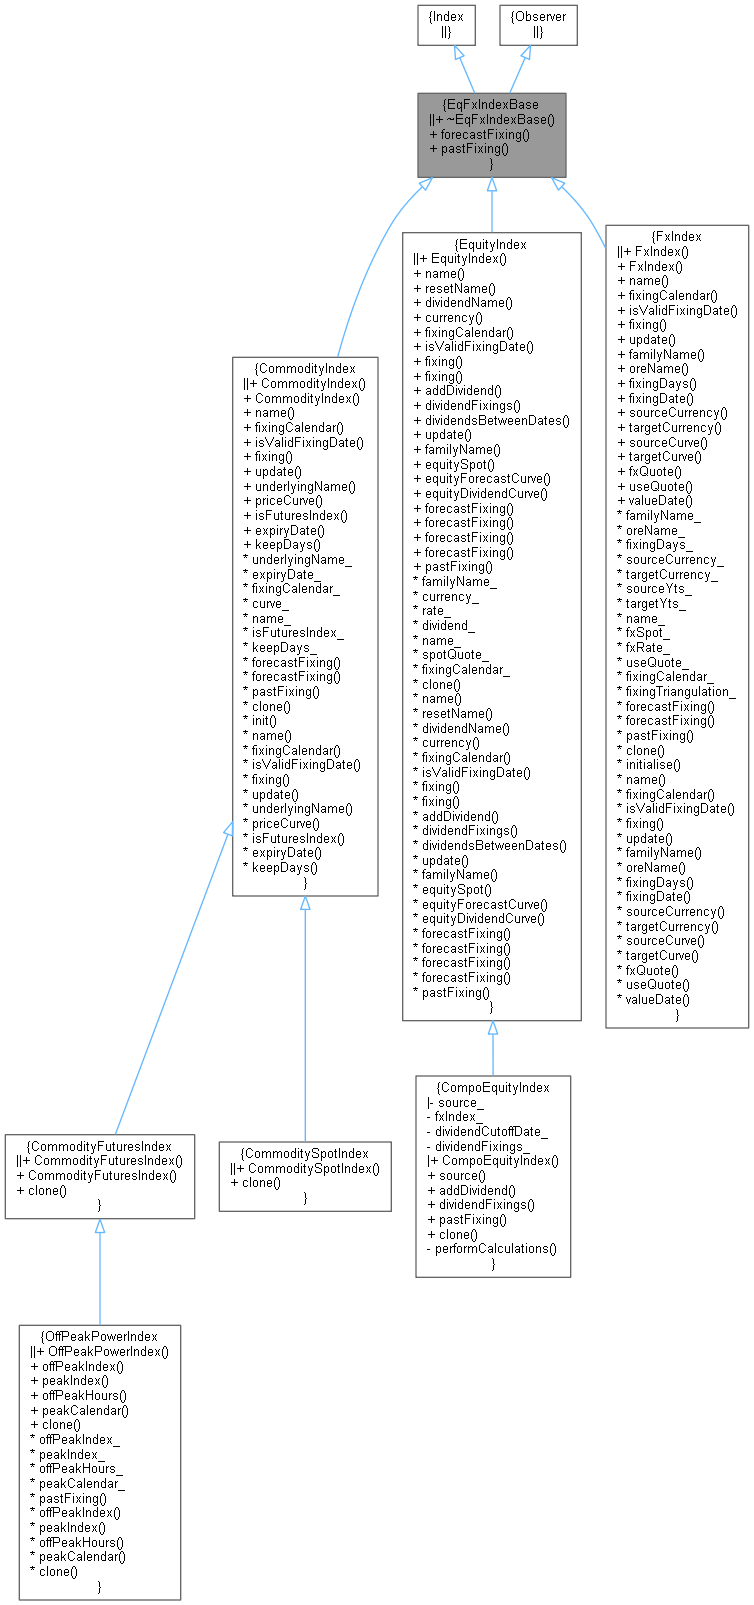 {Index
||}
{Observer
||}
{EqFxIndexBase
||+ ~EqFxIndexBase()
+ forecastFixing()
+ pastFixing()
}
{EquityIndex
||+ EquityIndex()
+ name()
+ resetName()
+ dividendName()
+ currency()
+ fixingCalendar()
+ isValidFixingDate()
+ fixing()
+ fixing()
+ addDividend()
+ dividendFixings()
+ dividendsBetweenDates()
+ update()
+ familyName()
+ equitySpot()
+ equityForecastCurve()
+ equityDividendCurve()
+ forecastFixing()
+ forecastFixing()
+ forecastFixing()
+ forecastFixing()
+ pastFixing()
* familyName_
* currency_
* rate_
* dividend_
* name_
* spotQuote_
* fixingCalendar_
* clone()
* name()
* resetName()
* dividendName()
* currency()
* fixingCalendar()
* isValidFixingDate()
* fixing()
* fixing()
* addDividend()
* dividendFixings()
* dividendsBetweenDates()
* update()
* familyName()
* equitySpot()
* equityForecastCurve()
* equityDividendCurve()
* forecastFixing()
* forecastFixing()
* forecastFixing()
* forecastFixing()
* pastFixing()
}
{FxIndex
||+ FxIndex()
+ FxIndex()
+ name()
+ fixingCalendar()
+ isValidFixingDate()
+ fixing()
+ update()
+ familyName()
+ oreName()
+ fixingDays()
+ fixingDate()
+ sourceCurrency()
+ targetCurrency()
+ sourceCurve()
+ targetCurve()
+ fxQuote()
+ useQuote()
+ valueDate()
* familyName_
* oreName_
* fixingDays_
* sourceCurrency_
* targetCurrency_
* sourceYts_
* targetYts_
* name_
* fxSpot_
* fxRate_
* useQuote_
* fixingCalendar_
* fixingTriangulation_
* forecastFixing()
* forecastFixing()
* pastFixing()
* clone()
* initialise()
* name()
* fixingCalendar()
* isValidFixingDate()
* fixing()
* update()
* familyName()
* oreName()
* fixingDays()
* fixingDate()
* sourceCurrency()
* targetCurrency()
* sourceCurve()
* targetCurve()
* fxQuote()
* useQuote()
* valueDate()
}
{CommodityIndex
||+ CommodityIndex()
+ CommodityIndex()
+ name()
+ fixingCalendar()
+ isValidFixingDate()
+ fixing()
+ update()
+ underlyingName()
+ priceCurve()
+ isFuturesIndex()
+ expiryDate()
+ keepDays()
* underlyingName_
* expiryDate_
* fixingCalendar_
* curve_
* name_
* isFuturesIndex_
* keepDays_
* forecastFixing()
* forecastFixing()
* pastFixing()
* clone()
* init()
* name()
* fixingCalendar()
* isValidFixingDate()
* fixing()
* update()
* underlyingName()
* priceCurve()
* isFuturesIndex()
* expiryDate()
* keepDays()
}
{CompoEquityIndex
|- source_
- fxIndex_
- dividendCutoffDate_
- dividendFixings_
|+ CompoEquityIndex()
+ source()
+ addDividend()
+ dividendFixings()
+ pastFixing()
+ clone()
- performCalculations()
}
{CommodityFuturesIndex
||+ CommodityFuturesIndex()
+ CommodityFuturesIndex()
+ clone()
}
{CommoditySpotIndex
||+ CommoditySpotIndex()
+ clone()
}
{OffPeakPowerIndex
||+ OffPeakPowerIndex()
+ offPeakIndex()
+ peakIndex()
+ offPeakHours()
+ peakCalendar()
+ clone()
* offPeakIndex_
* peakIndex_
* offPeakHours_
* peakCalendar_
* pastFixing()
* offPeakIndex()
* peakIndex()
* offPeakHours()
* peakCalendar()
* clone()
}